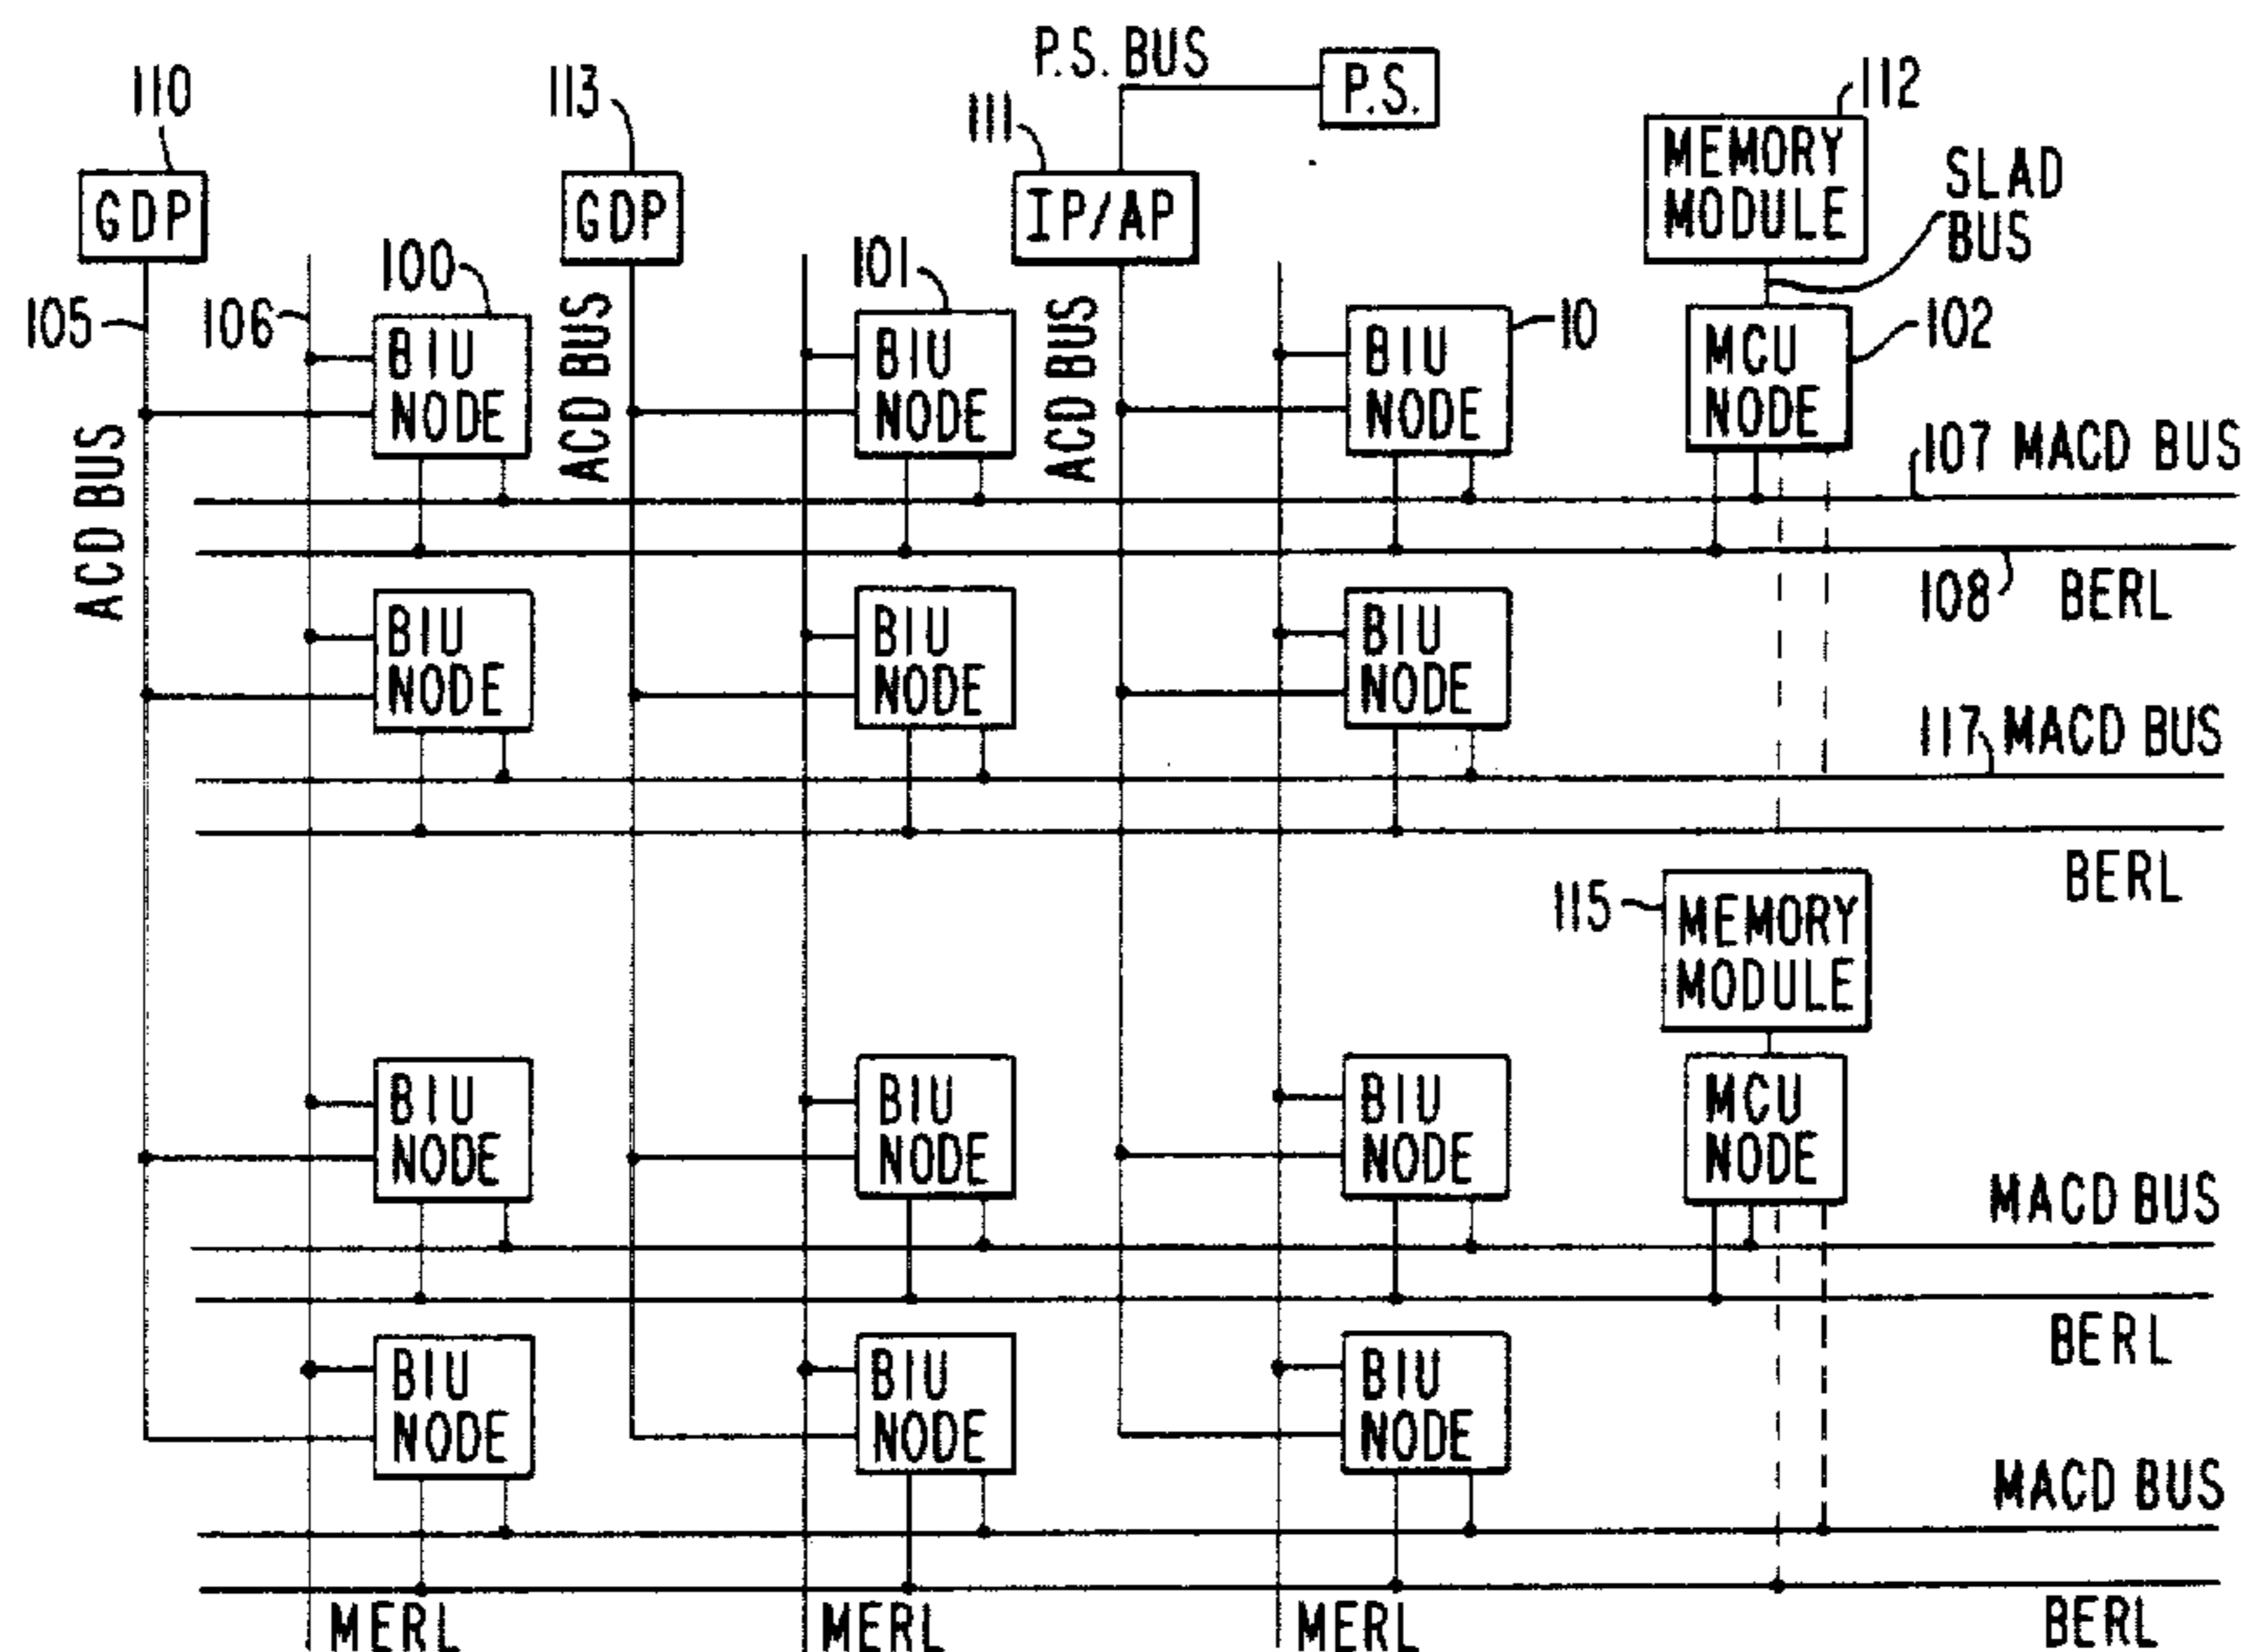 P.S. BUS
P.S.
110
113
111
112
GDP
GDP
IP/AP
MEMORY
MODULE
SLAD
BUS
105
106
100
101
10
102
BIU
NODE
BIU
NODE
BIU
NODE
MCU
NODE
ACD BUS
ACD BUS
ACD BUS
107 MACD BUS
108 BERL
BIU
NODE
BIU
NODE
BIU
NODE
117 MACD BUS
BERL
115
MEMORY
MODULE
BIU
NODE
BIU
NODE
BIU
NODE
MCU
NODE
MACD BUS
BERL
BIU
NODE
BIU
NODE
BIU
NODE
MACD BUS
BERL
MERL
MERL
MERL